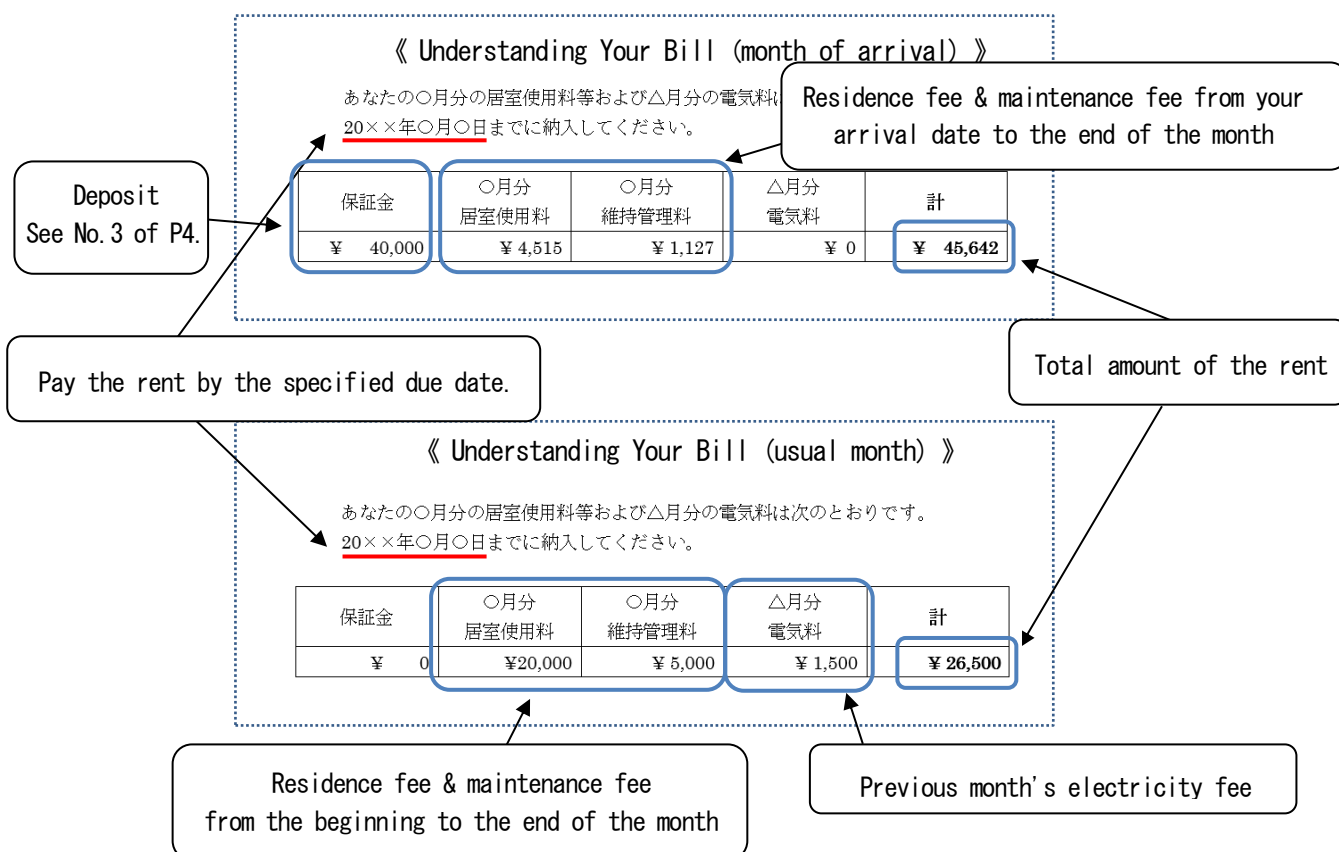 《 Understanding Your Bill (month of arrival) 》
あなたの○月分の居室使用料等および△月分の電気料
20××年○月○日までに納入してください。
Residence fee & maintenance fee from your
arrival date to the end of the month
Deposit
See No.3 of P4.
保証金
○月分
居室使用料
○月分
維持管理料
△月分
電気料
計
¥ 40,000
¥ 4,515
¥ 1,127
¥ 0
¥ 45,642
Pay the rent by the specified due date.
Total amount of the rent
《 Understanding Your Bill (usual month) 》
あなたの○月分の居室使用料等および△月分の電気料は次のとおりです。
20××年○月○日までに納入してください。
保証金
○月分
居室使用料
○月分
維持管理料
△月分
電気料
計
¥ 0
¥20,000
¥ 5,000
¥ 1,500
¥ 26,500
Residence fee & maintenance fee
from the beginning to the end of the month
Previous month's electricity fee